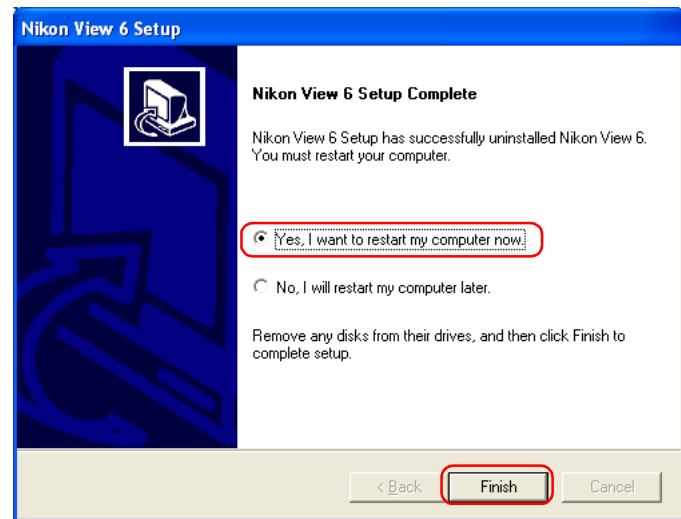 Nikon View 6 Setup
Nikon View 6 Setup Complete
Nikon View 6 Setup has successfully uninstalled Nikon View 6.
You must restart your computer.
Yes, I want to restart my computer now.
No, I will restart my computer later.
Remove any disks from their drives, and then click Finish to
complete setup.
< Back Finish Cancel